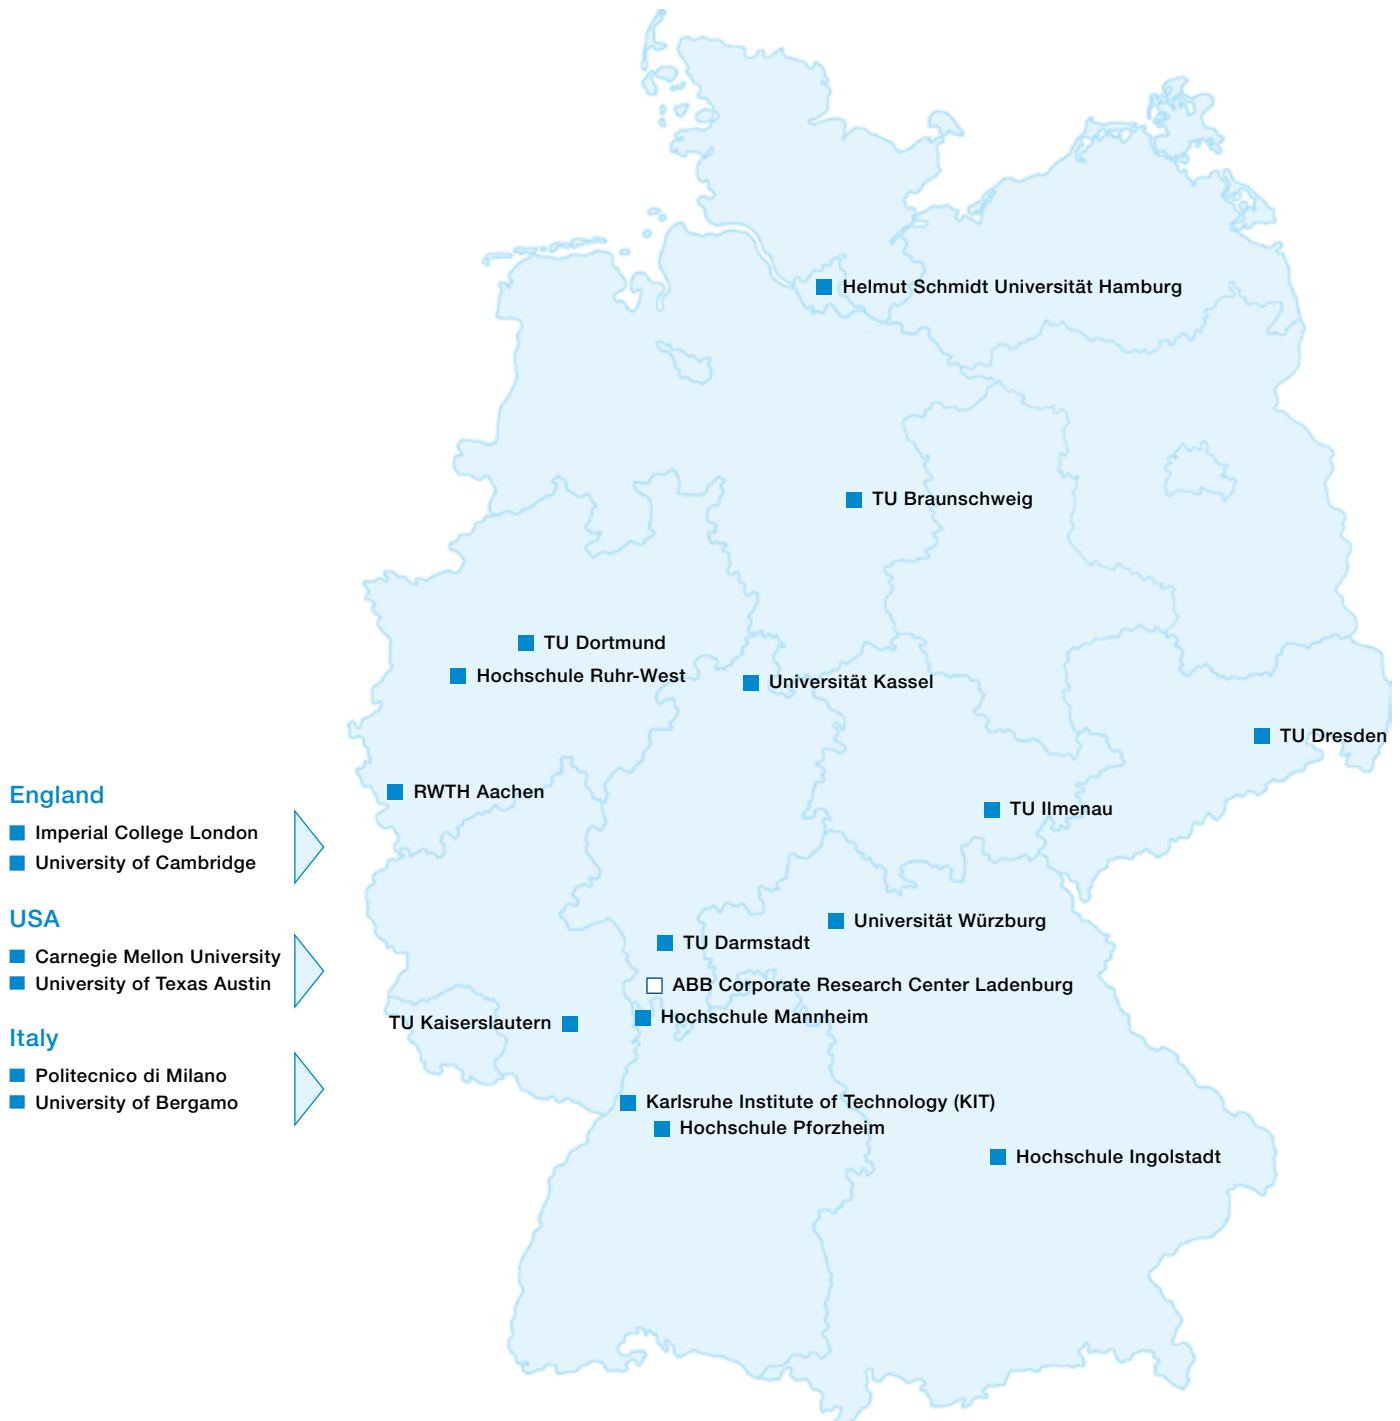 Helmut Schmidt Universität Hamburg
TU Braunschweig
TU Dortmund
Hochschule Ruhr-West
Universität Kassel
TU Dresden
RWTH Aachen
TU Ilmenau
England
Imperial College London
University of Cambridge
USA
Carnegie Mellon University
University of Texas Austin
Italy
Politecnico di Milano
University of Bergamo
Universität Würzburg
TU Darmstadt
ABB Corporate Research Center Ladenburg
Hochschule Mannheim
TU Kaiserslautern
Karlsruhe Institute of Technology (KIT)
Hochschule Pforzheim
Hochschule Ingolstadt